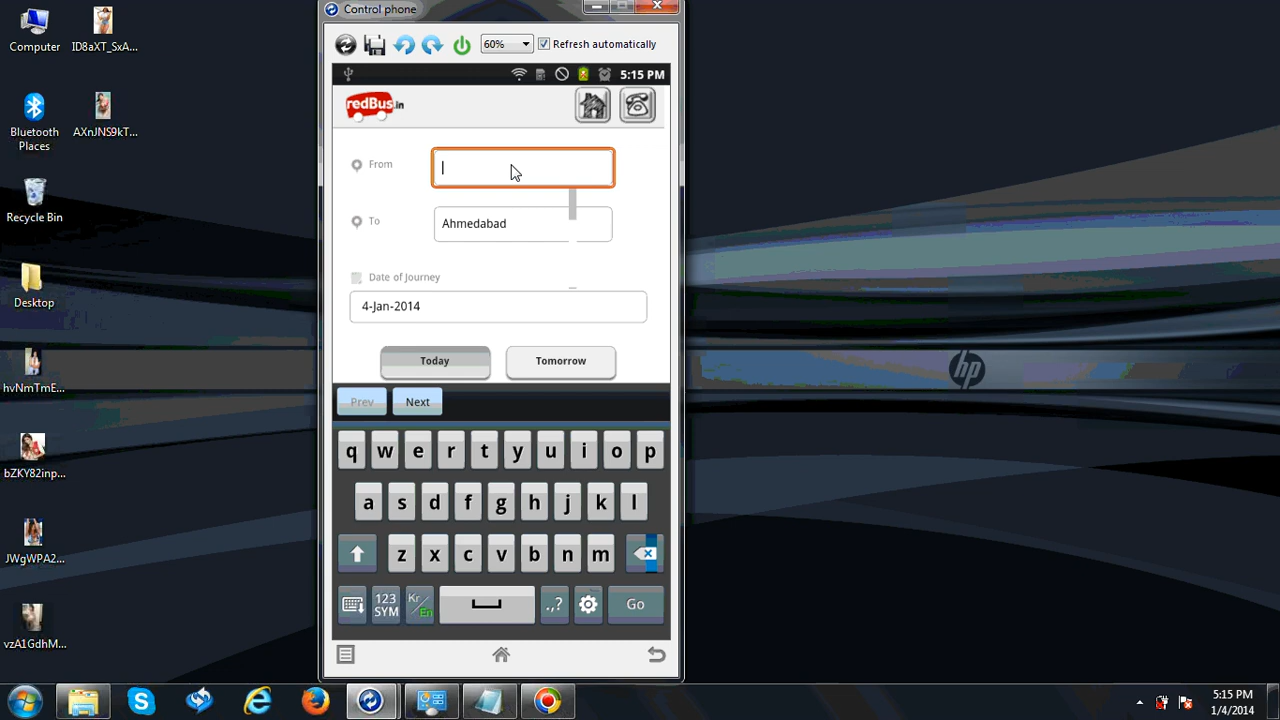 Control phone
60%
Refresh automatically
5:15 PM
redBus.in
From
To
Ahmedabad
Date of Journey
4-Jan-2014
Today
Tomorrow
Prev
Next
q w e r t y u i o p
a s d f g h j k l
z x c v b n m
123
SYM
Kr/En
.,?
Go
Computer
ID8aXT_SxA...
Bluetooth
Places
AXnJNS9kT...
Recycle Bin
Desktop
hvNmTmE...
bZKY82inp...
JWgWPA2...
vzA1GdhM...
hp
5:15 PM
1/4/2014